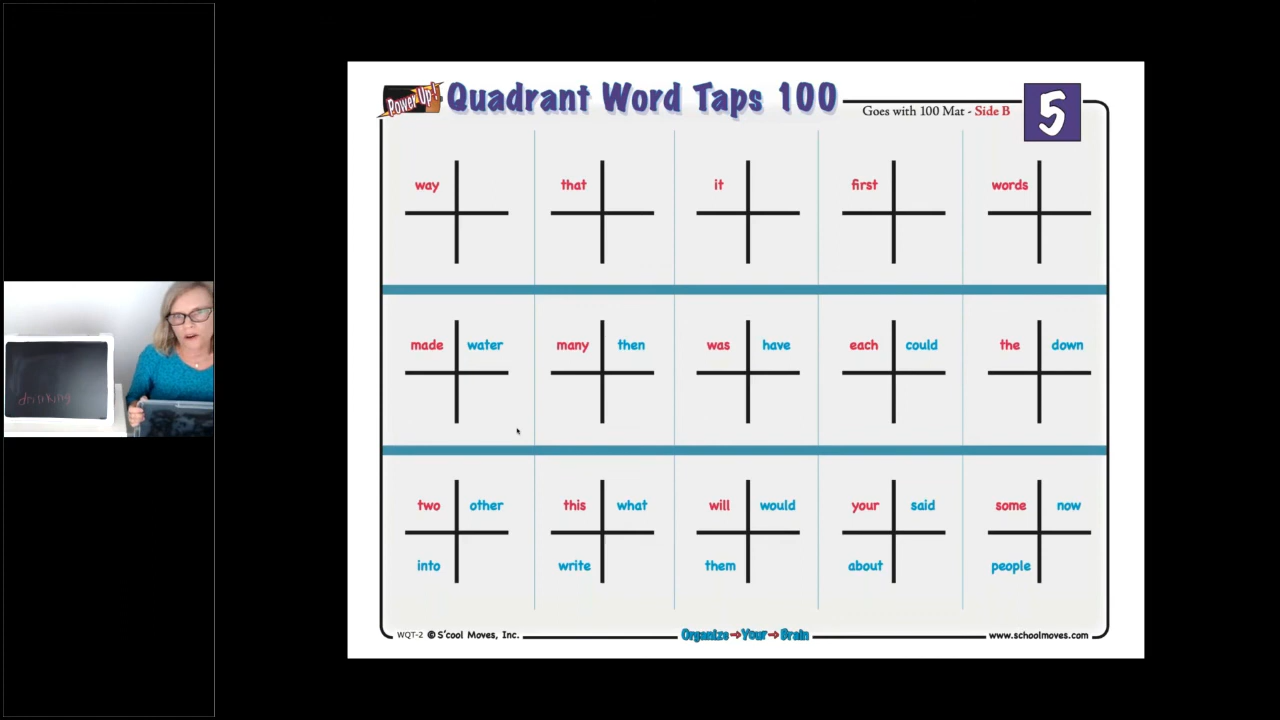 Power Up! Quadrant Word Taps 100
Goes with 100 Mat - Side B
5
way that it first words
made water many then was have each could the down
two other this what will would your said some now
into write them about people
WQT-2 © S'cool Moves, Inc. Organize→Your→Brain www.schoolmoves.com